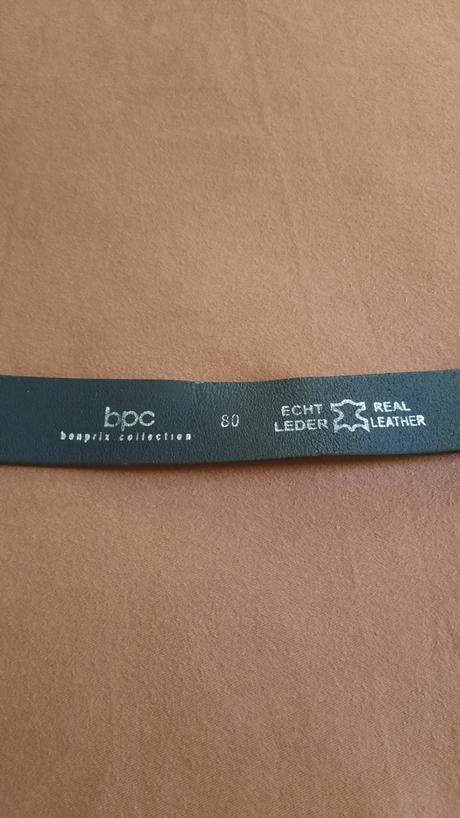 bpc
bonprix collection
80
ECHT
LEDER
REAL
LEATHER